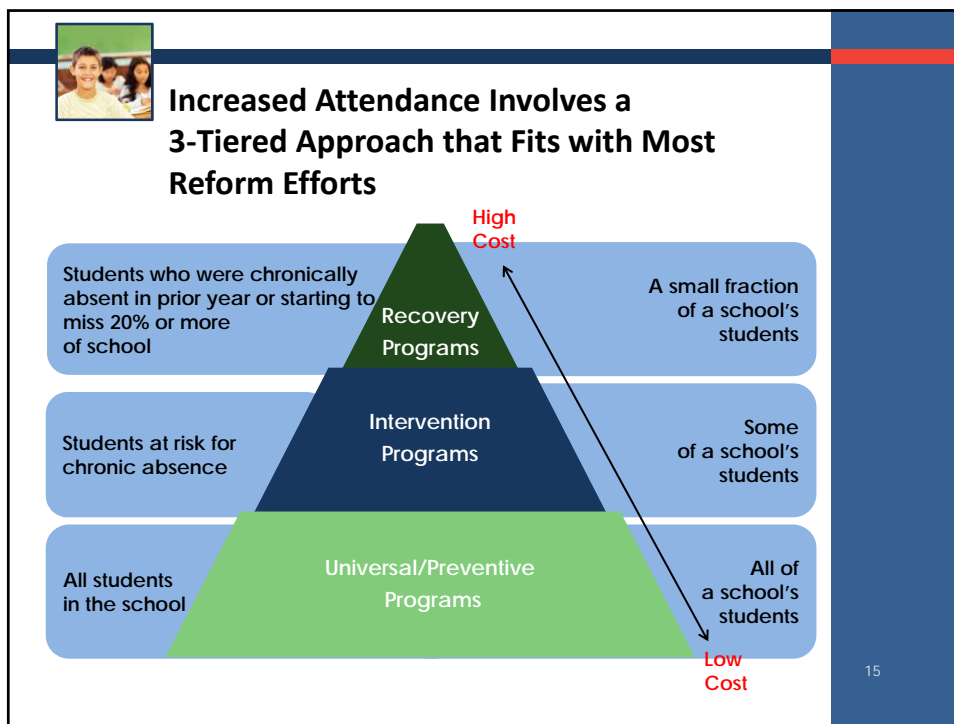 Increased Attendance Involves a
3-Tiered Approach that Fits with Most
Reform Efforts
High
Cost
Students who were chronically
absent in prior year or starting to
miss 20% or more
of school
Recovery
Programs
A small fraction
of a school's
students
Students at risk for
chronic absence
Intervention
Programs
Some
of a school's
students
All students
in the school
Universal/Preventive
Programs
All of
a school's
students
Low
Cost
15